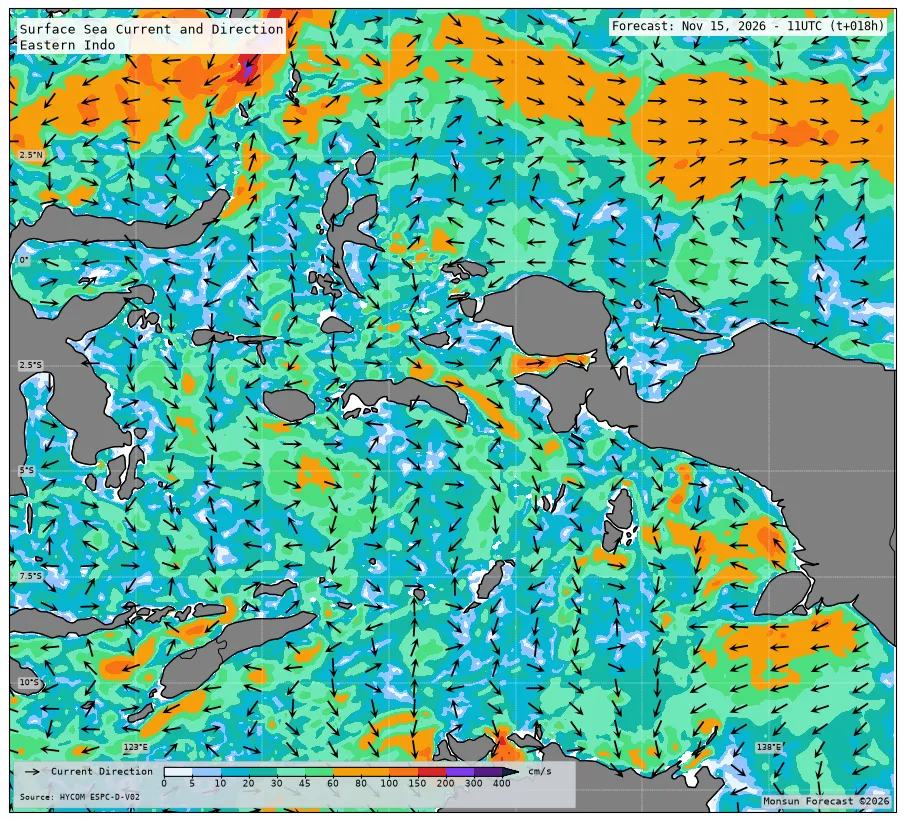 Surface Sea Current and Direction
Eastern Indo
Forecast: Nov 15, 2026 - 11UTC (t+018h)
2.5°N
0°
2.5°S
5°S
7.5°S
10°S
123°E
138°E
Current Direction
0 5 10 20 30 45 60 80 100 150 200 300 400
cm/s
Source: HYCOM ESPC-D-V02
Monsun Forecast ©2026